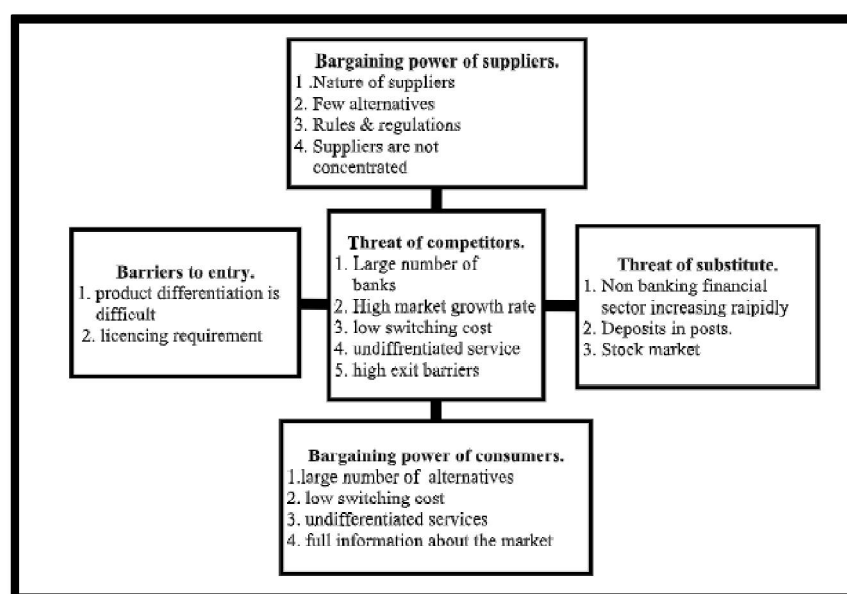 Bargaining power of suppliers.
1 .Nature of suppliers
2. Few alternatives
3. Rules & regulations
4. Suppliers are not
concentrated
Barriers to entry.
1. product differentiation is
difficult
2. licencing requirement
Threat of competitors.
1. Large number of
banks
2. High market growth rate
3. low switching cost
4. undiffrentiated service
5. high exit barriers
Threat of substitute.
1. Non banking financial
sector increasing raipidly
2. Deposits in posts.
3. Stock market
Bargaining power of consumers.
1.large number of alternatives
2. low switching cost
3. undifferentiated services
4. full information about the market